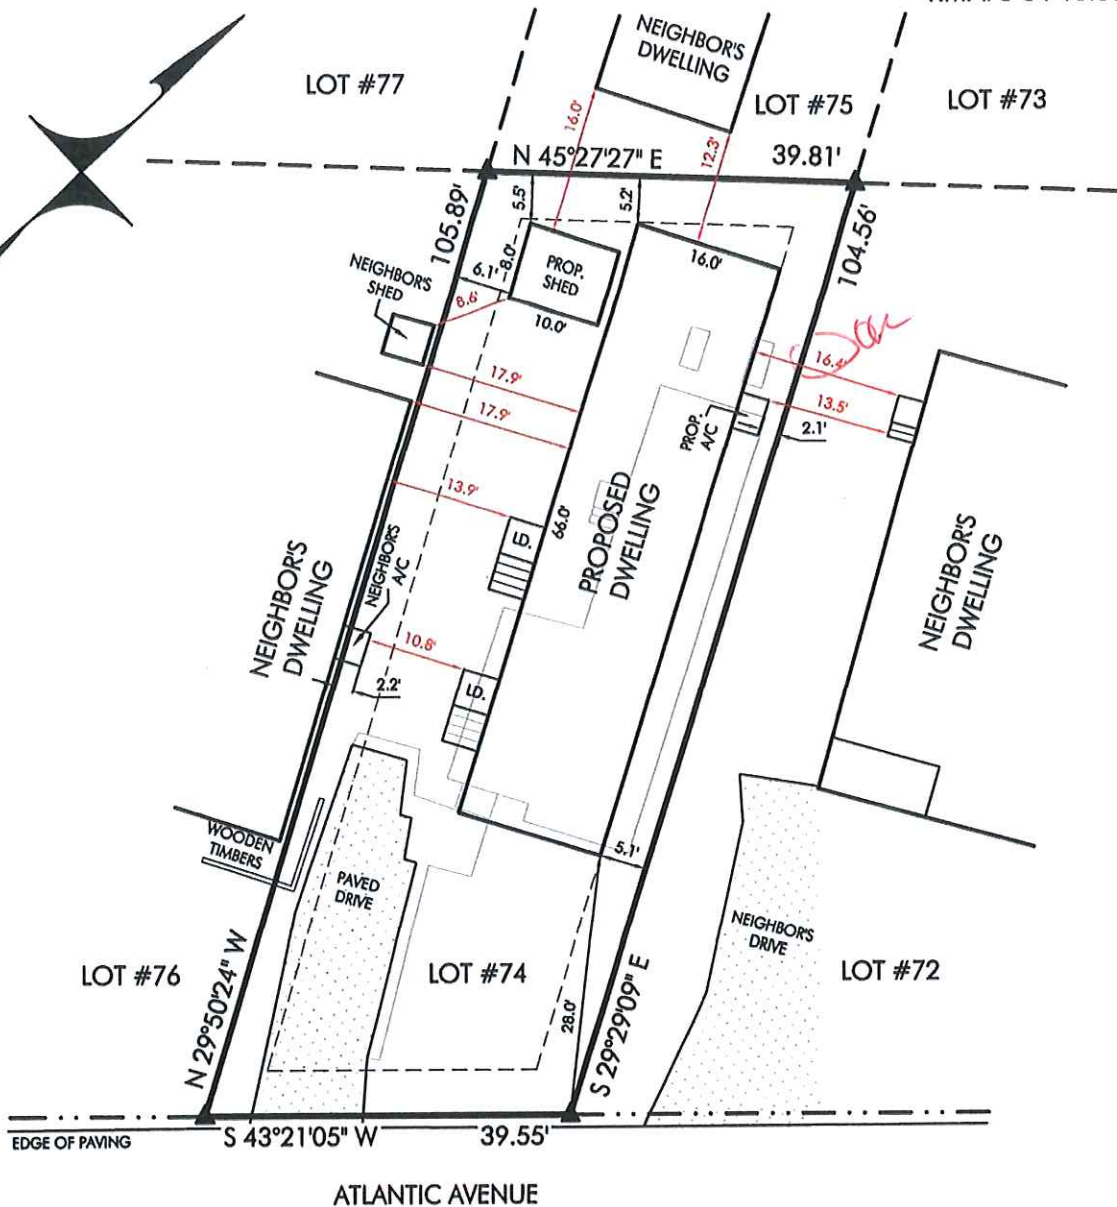 NEIGHBOR'S
DWELLING
LOT #77
LOT #75
LOT #73
16.0'
12.3'
N 45°27'27" E
39.81'
105.89'
5.5'
5.2'
104.56'
NEIGHBOR'S
SHED
6.1'
8.0'
PROP.
SHED
16.0'
8.6'
10.0'
17.9'
16.4'
17.9'
13.5'
PROP.
A/C
2.1'
13.9'
66.0'
PROPOSED
DWELLING
NEIGHBOR'S
DWELLING
NEIGHBOR'S
A/C
NEIGHBOR'S
DWELLING
10.8'
2.2'
LD.
WOODEN
TIMBERS
5.1'
PAVED
DRIVE
NEIGHBOR'S
DRIVE
LOT #76
LOT #74
LOT #72
N 29°50'24" W
28.0'
S 29°29'09" E
EDGE OF PAVING
S 43°21'05" W
39.55'
ATLANTIC AVENUE